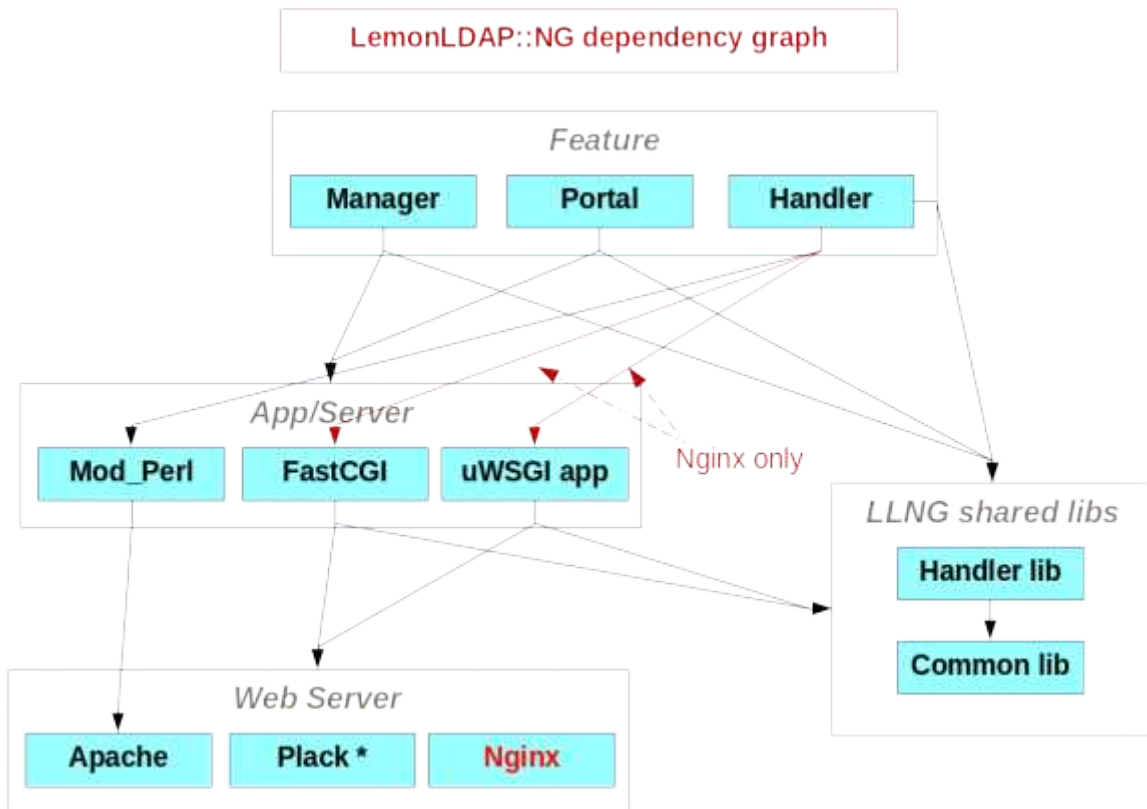 LemonLDAP::NG dependency graph
Feature
Manager
Portal
Handler
App/Server
Mod_Perl
FastCGI
uWSGI app
Nginx only
LLNG shared libs
Handler lib
Common lib
Web Server
Apache
Plack *
Nginx